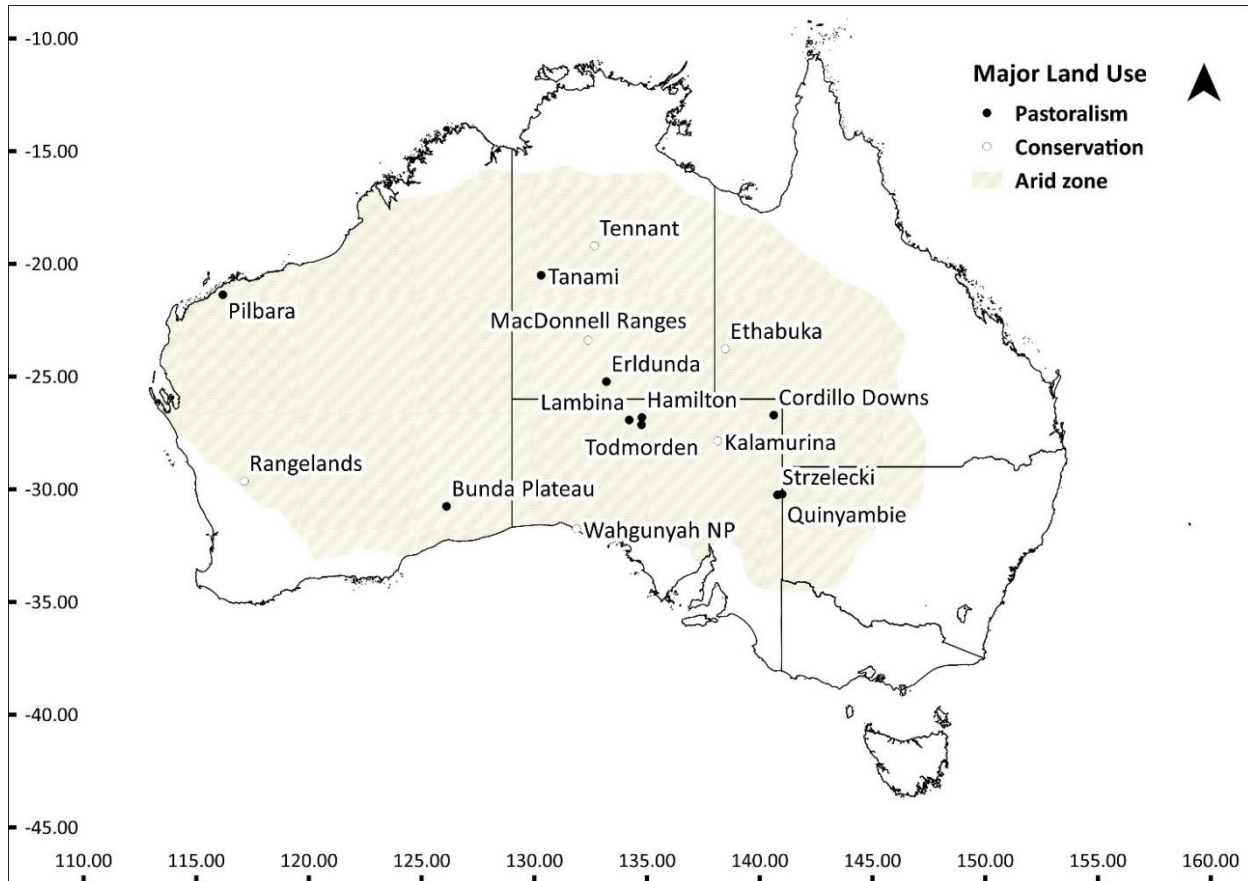 -10.00
Major Land Use
Pastoralism
Conservation
Arid zone
-15.00
Tennant
-20.00
Tanami
Pilbara
MacDonnell Ranges
Ethabuka
Erldunda
-25.00
Lambina
Hamilton
Cordillo Downs
Todmorden
Kalamurina
Rangelands
Bunda Plateau
Strzelecki
-30.00
Quinyambie
Wahgunyah NP
-35.00
-40.00
-45.00
110.00 115.00 120.00 125.00 130.00 135.00 140.00 145.00 150.00 155.00 160.00